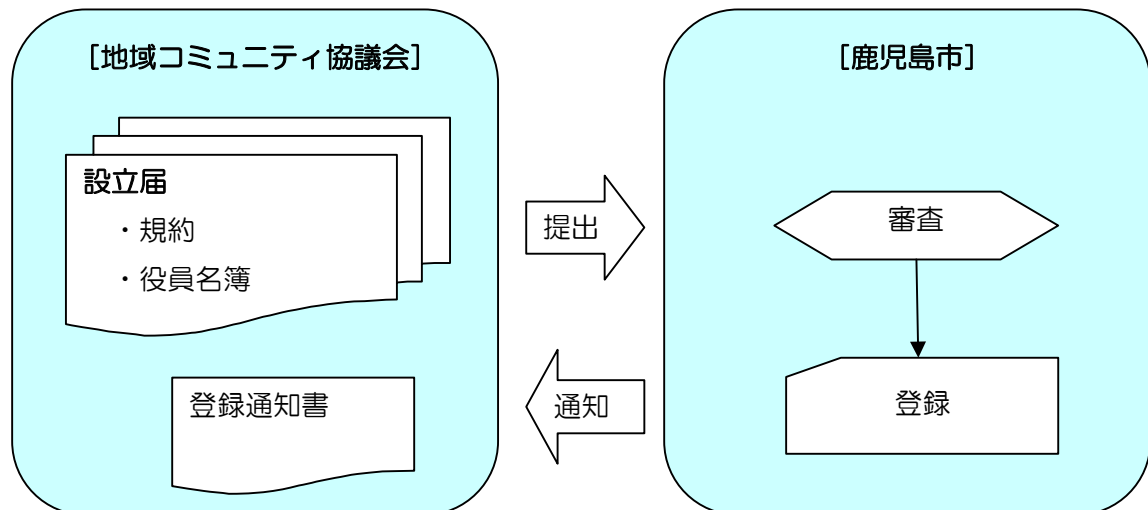 [地域コミュニティ協議会]
設立届
・規約
・役員名簿
提出
[鹿児島市]
審査
登録
通知
登録通知書